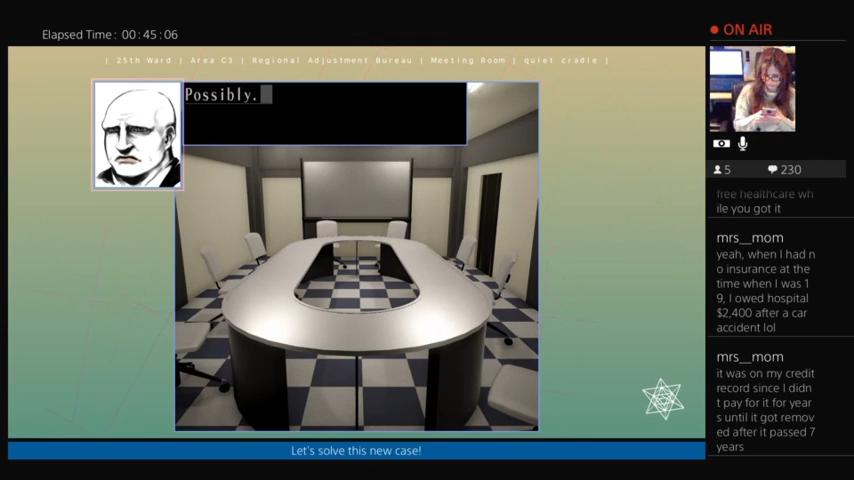 Elapsed Time : 00:45:06
ON AIR
| 25th Ward | Area C3 | Regional Adjustment Bureau | Meeting Room | quiet cradle |
Possibly.
5 230
free healthcare wh
ile you got it
mrs__mom
yeah, when I had n
o insurance at the
time when I was 1
9, I owed hospital
$2,400 after a car
accident lol
mrs__mom
it was on my credit
record since I didn
t pay for it for year
s until it got remov
ed after it passed 7
years
Let's solve this new case!